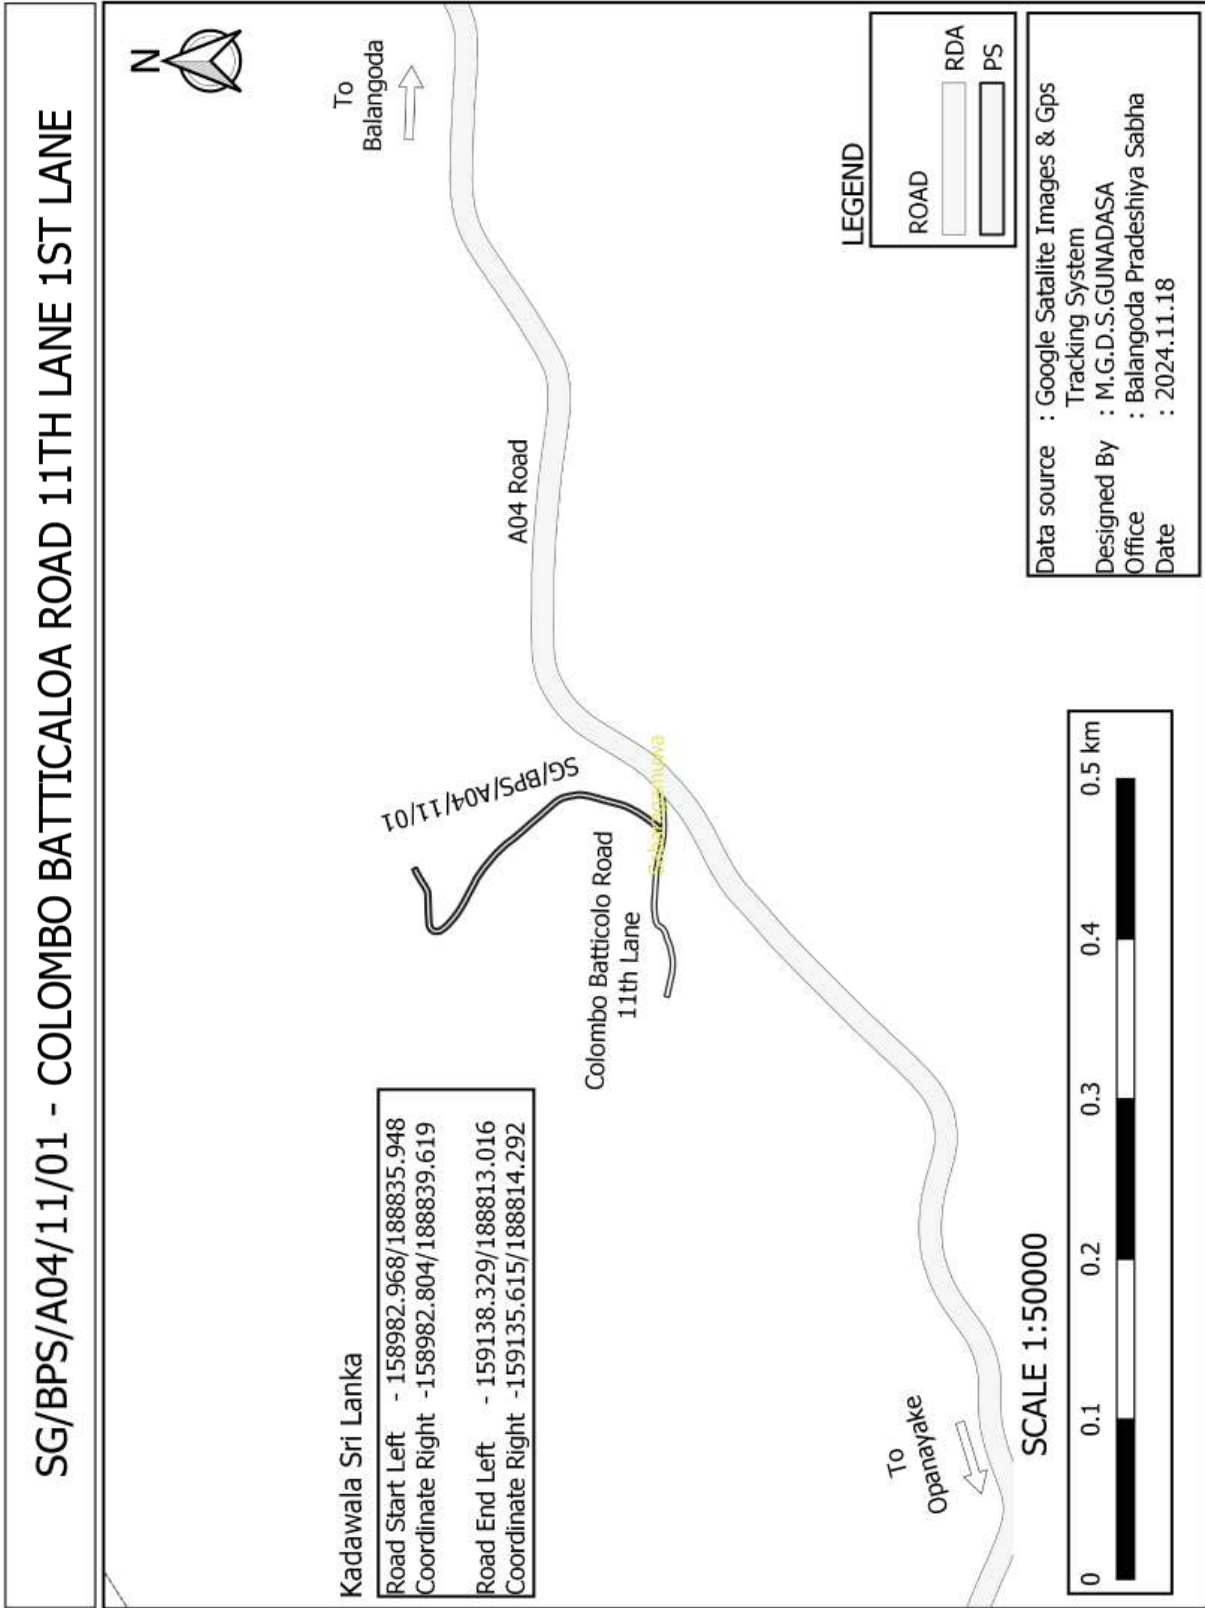 SG/BPS/A04/11/01 - COLOMBO BATTICALOA ROAD 11TH LANE 1ST LANE
N
To
Balangoda
Kadawala Sri Lanka
Road Start Left - 158982.968/188835.948
Coordinate Right -158982.804/188839.619
Road End Left - 159138.329/188813.016
Coordinate Right -159135.615/188814.292
SG/BPS/A04/11/01
A04 Road
Colombo Batticolo Road
11th Lane
Sabaragamuwa
To
Opanayake
LEGEND
ROAD
RDA
PS
SCALE 1:50000
0 0.1 0.2 0.3 0.4 0.5 km
Data source : Google Satalite Images & Gps
Tracking System
Designed By : M.G.D.S.GUNADASA
Office : Balangoda Pradeshiya Sabha
Date : 2024.11.18